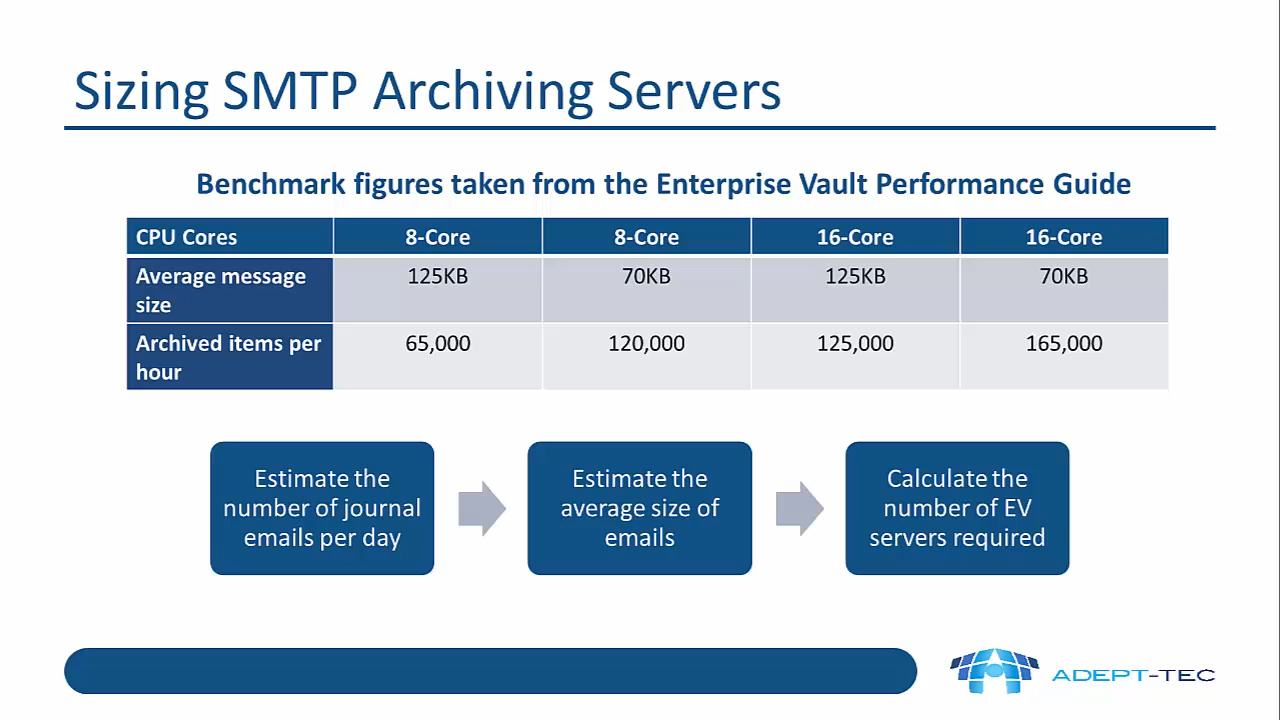 Sizing SMTP Archiving Servers
Benchmark figures taken from the Enterprise Vault Performance Guide
CPU Cores 8-Core 8-Core 16-Core 16-Core
Average message size 125KB 70KB 125KB 70KB
Archived items per hour 65,000 120,000 125,000 165,000
Estimate the
number of journal
emails per day
Estimate the
average size of
emails
Calculate the
number of EV
servers required
ADEPT-TEC